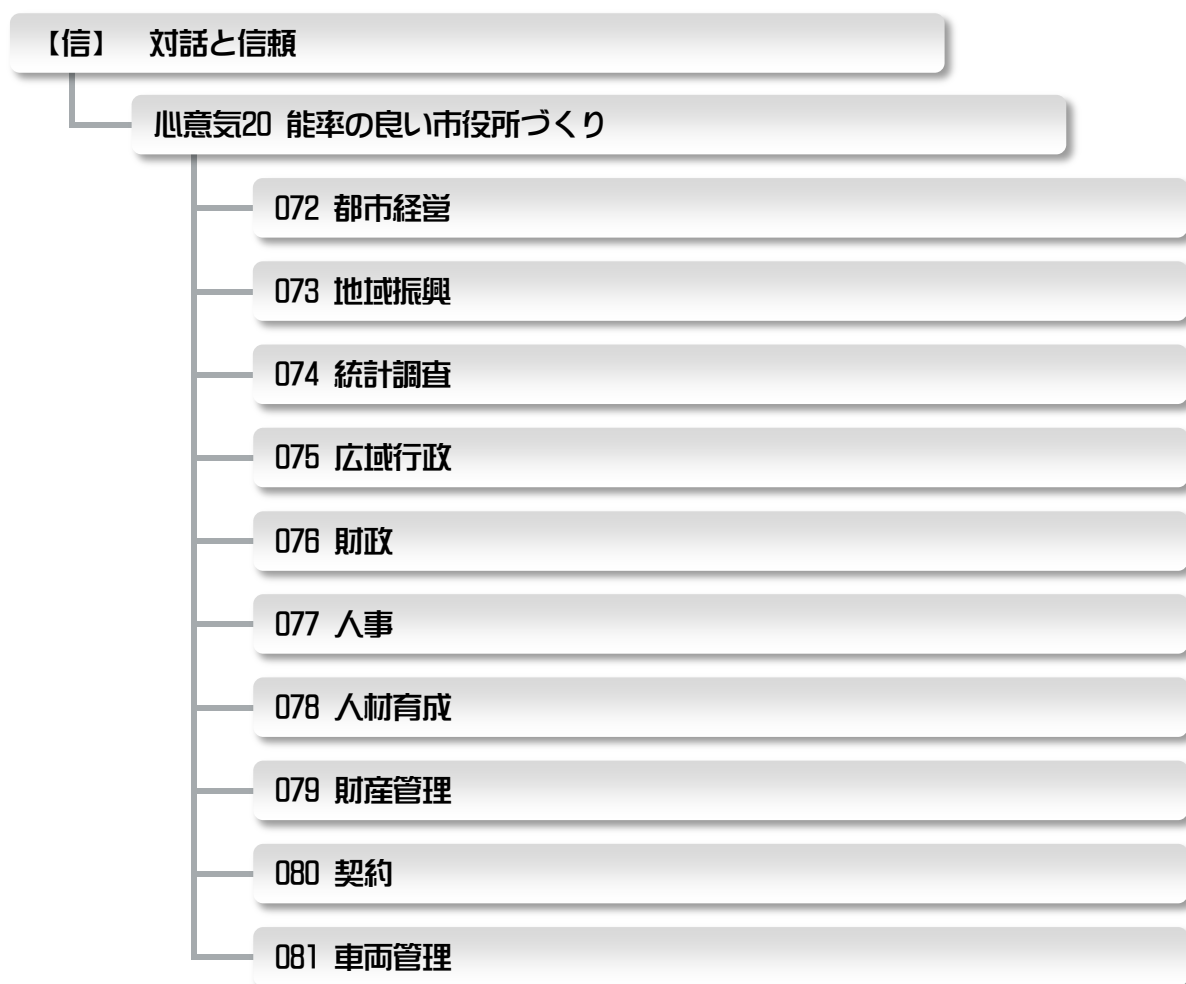 【信】　対話と信頼
心意気20 能率の良い市役所づくり
072 都市経営
073 地域振興
074 統計調査
075 広域行政
076 財政
077 人事
078 人材育成
079 財産管理
080 契約
081 車両管理